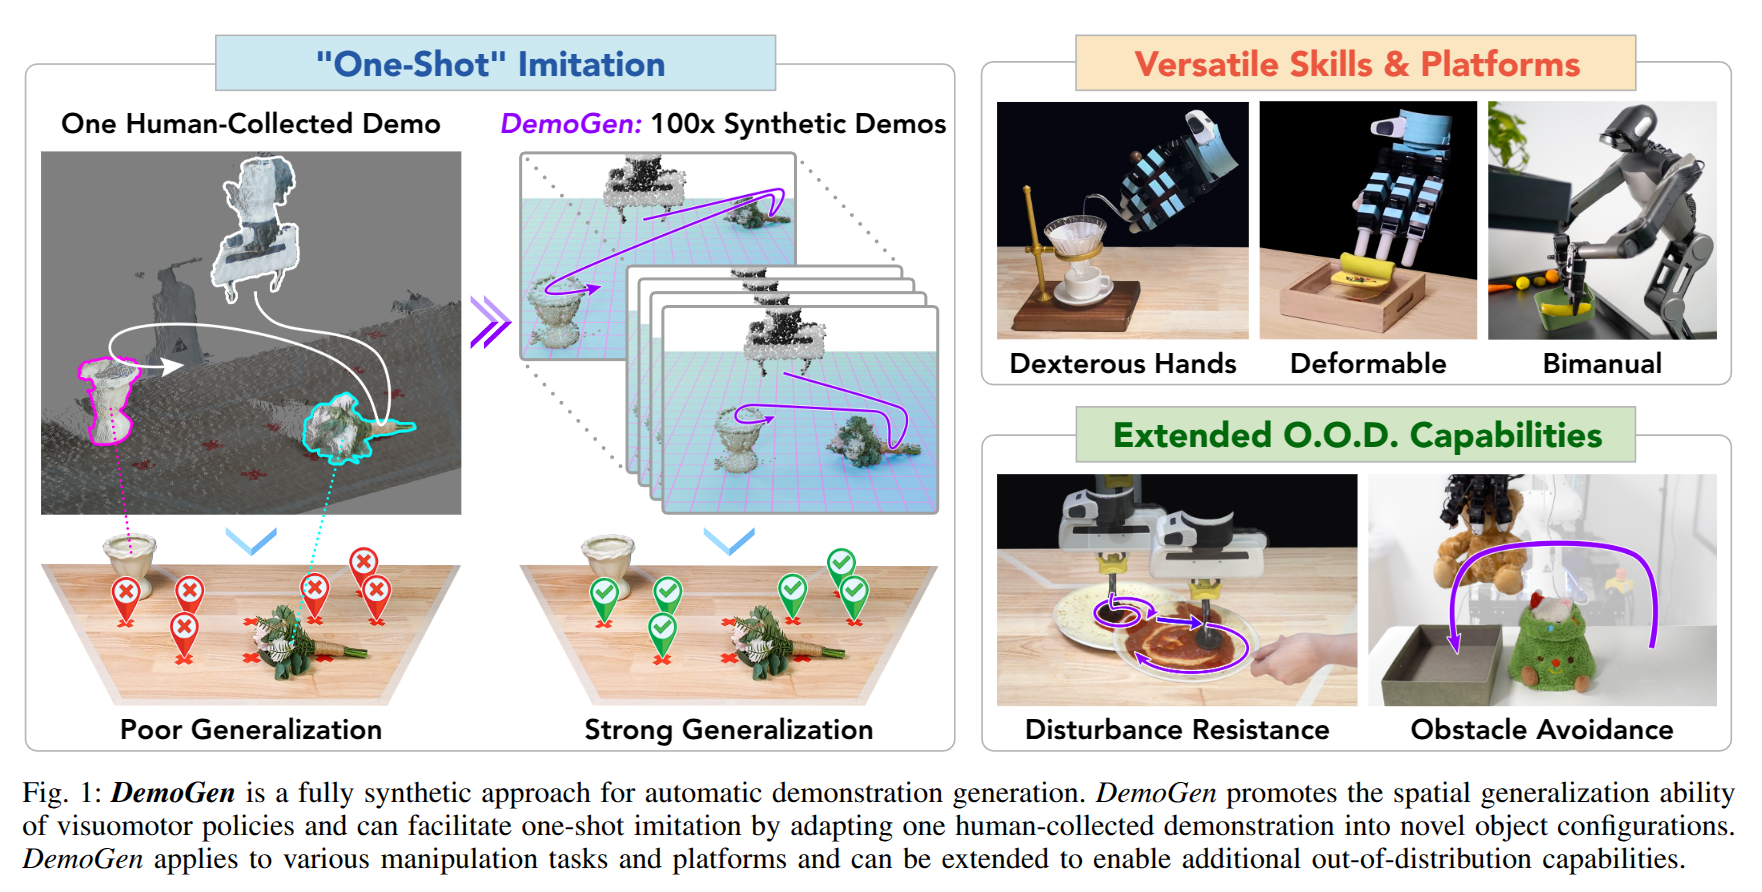 "One-Shot" Imitation
One Human-Collected Demo
DemoGen: 100x Synthetic Demos
Poor Generalization
Strong Generalization
Versatile Skills & Platforms
Dexterous Hands
Deformable
Bimanual
Extended O.O.D. Capabilities
Disturbance Resistance
Obstacle Avoidance
Fig. 1: DemoGen is a fully synthetic approach for automatic demonstration generation. DemoGen promotes the spatial generalization ability
of visuomotor policies and can facilitate one-shot imitation by adapting one human-collected demonstration into novel object configurations.
DemoGen applies to various manipulation tasks and platforms and can be extended to enable additional out-of-distribution capabilities.